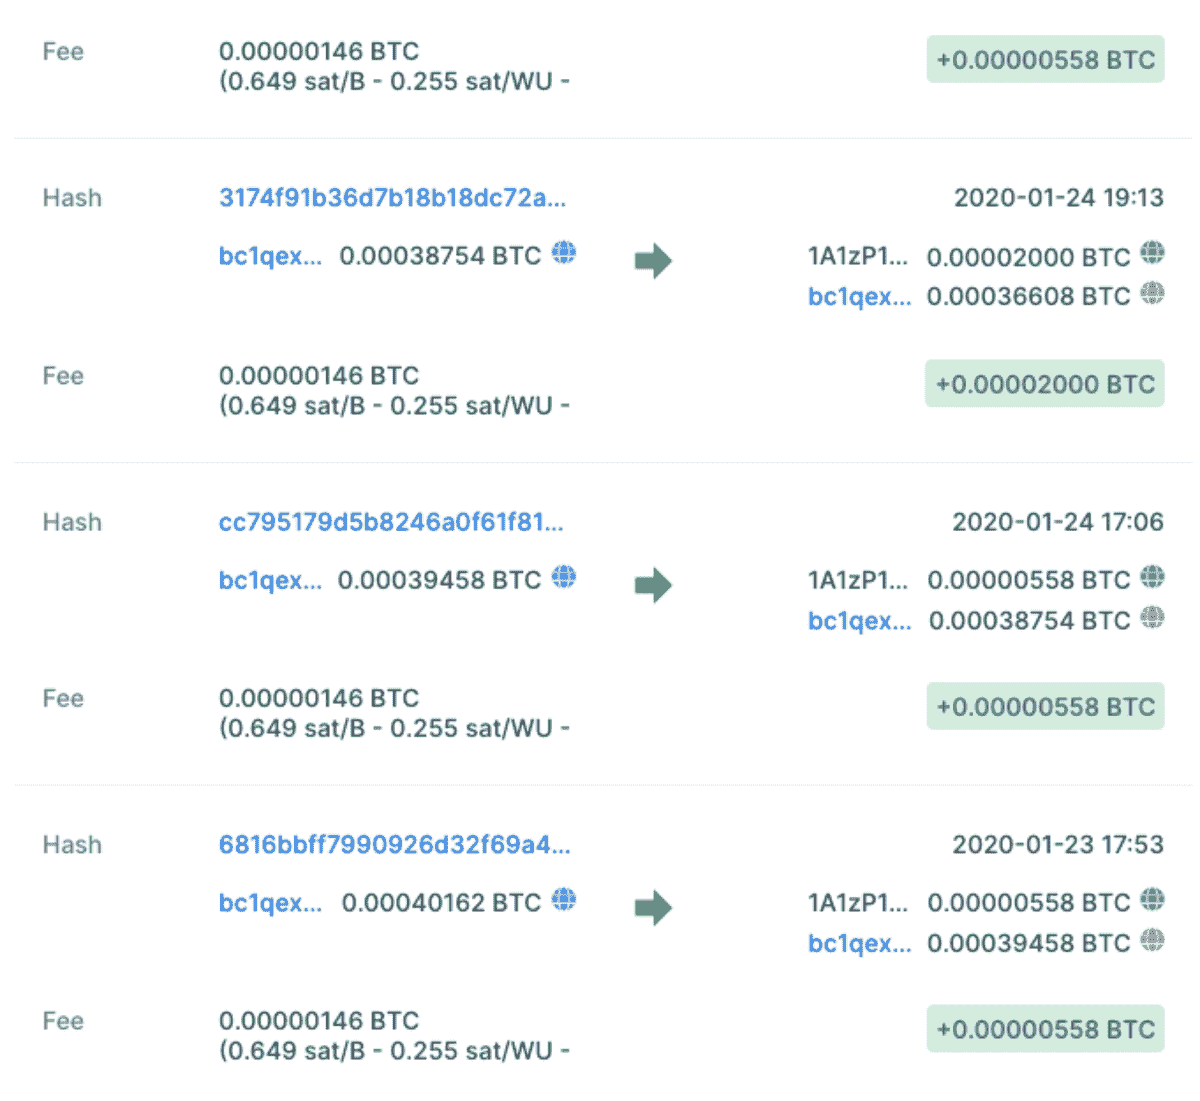 Fee 0.00000146 BTC +0.00000558 BTC
(0.649 sat/B - 0.255 sat/WU -
Hash 3174f91b36d7b18b18dc72a... 2020-01-24 19:13
bc1qex... 0.00038754 BTC 1A1zP1... 0.00002000 BTC
bc1qex... 0.00036608 BTC
Fee 0.00000146 BTC +0.00002000 BTC
(0.649 sat/B - 0.255 sat/WU -
Hash cc795179d5b8246a0f61f81... 2020-01-24 17:06
bc1qex... 0.00039458 BTC 1A1zP1... 0.00000558 BTC
bc1qex... 0.00038754 BTC
Fee 0.00000146 BTC +0.00000558 BTC
(0.649 sat/B - 0.255 sat/WU -
Hash 6816bbff7990926d32f69a4... 2020-01-23 17:53
bc1qex... 0.00040162 BTC 1A1zP1... 0.00000558 BTC
bc1qex... 0.00039458 BTC
Fee 0.00000146 BTC +0.00000558 BTC
(0.649 sat/B - 0.255 sat/WU -